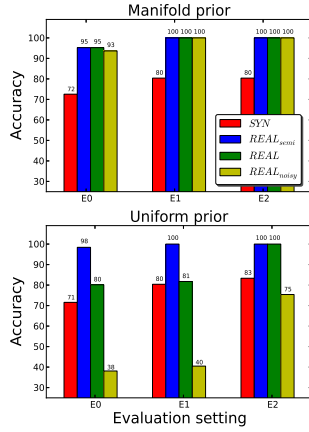 Manifold prior
Accuracy
100
90
80
70
60
50
40
30
72
95
95
93
80
100
100
100
80
100
100
100
SYN
REAL_semi
REAL
REAL_noisy
E0
E1
E2
Uniform prior
Accuracy
100
90
80
70
60
50
40
30
71
98
80
38
80
100
81
40
83
100
100
75
E0
E1
E2
Evaluation setting